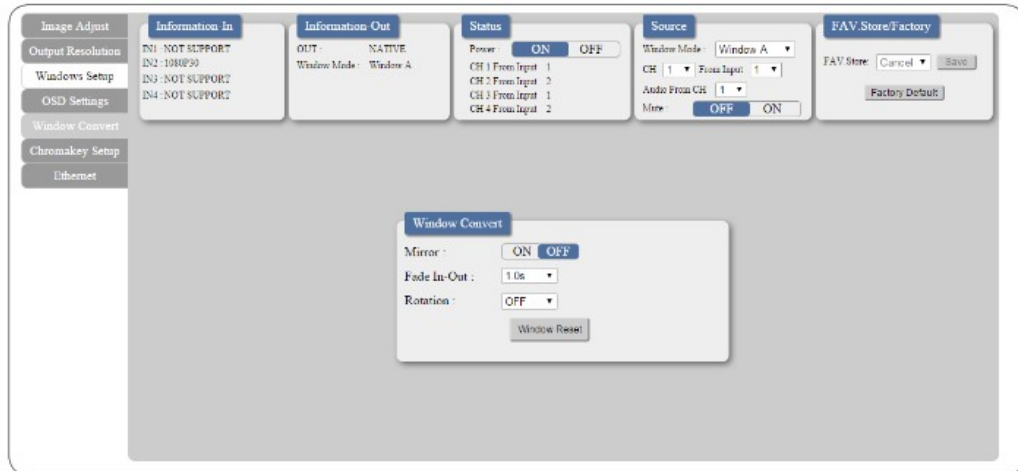 Image Adjust
Output Resolution
Windows Setup
OSD Settings
Window Convert
Chromakey Setup
Ethernet
Information-In
IN1 : NOT SUPPORT
IN2 : 1080P30
IN3 : NOT SUPPORT
IN4 : NOT SUPPORT
Information-Out
OUT : NATIVE
Window Mode : Window A
Status
Power : ON OFF
CH 1 From Input 1
CH 2 From Input 2
CH 3 From Input 1
CH 4 From Input 2
Source
Window Mode : Window A
CH 1 From Input 1
Audio From CH 1
Mute : OFF ON
FAV.Store/Factory
FAV.Store: Cancel Save
Factory Default
Window Convert
Mirror : ON OFF
Fade In-Out : 1.0s
Rotation : OFF
Window Reset